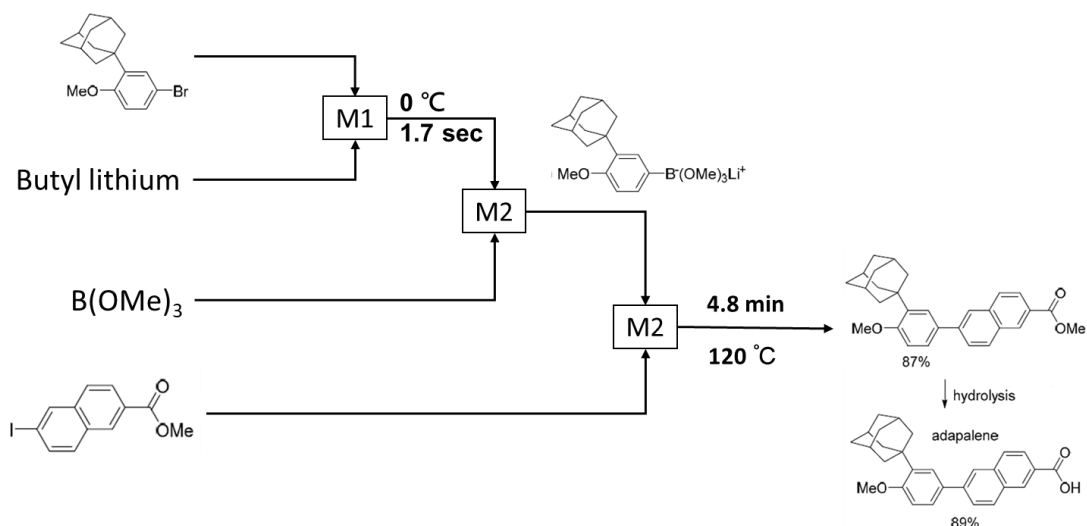 MeO
Br
M1
0 ℃
1.7 sec
Butyl lithium
MeO
B⁻(OMe)₃Li⁺
M2
B(OMe)₃
M2
4.8 min
120 ℃
MeO
O
OMe
87%
I
O
OMe
hydrolysis
adapalene
MeO
O
OH
89%